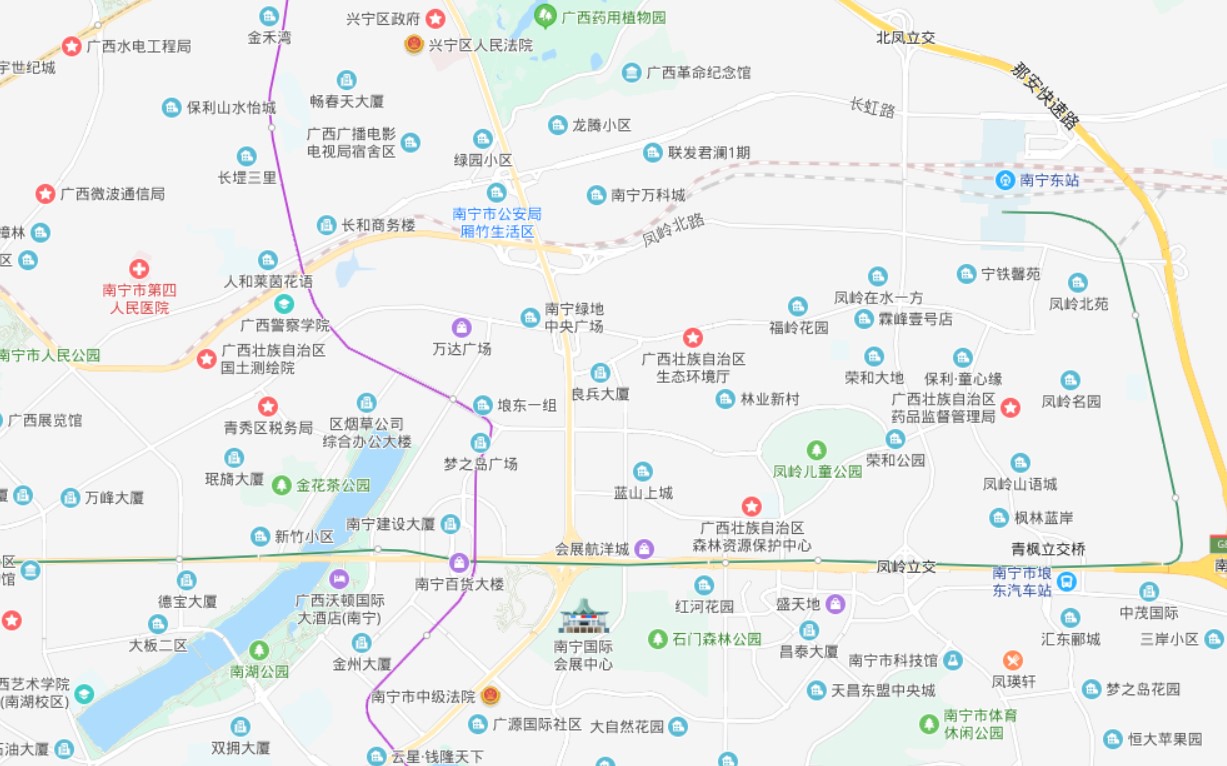 金禾湾
兴宁区政府
广西药用植物园
广西水电工程局
兴宁区人民法院
北凤立交
宇世纪城
广西革命纪念馆
那安快速路
保利山水怡城
畅春天大厦
长虹路
广西广播电影
电视局宿舍区
龙腾小区
绿园小区
联发君澜1期
长堽三里
南宁东站
广西微波通信局
南宁万科城
南宁市公安局
厢竹生活区
长和商务楼
凤岭北路
樟林
区
人和莱茵花语
南宁市第四
人民医院
宁铁馨苑
凤岭在水一方
凤岭北苑
广西警察学院
南宁绿地
中央广场
福岭花园
霖峰壹号店
万达广场
南宁市人民公园
广西壮族自治区
国土测绘院
广西壮族自治区
生态环境厅
荣和大地
保利·童心缘
良兵大厦
林业新村
广西壮族自治区
药品监督管理局
凤岭名园
埌东一组
广西展览馆
青秀区税务局
区烟草公司
综合办公大楼
梦之岛广场
凤岭儿童公园
荣和公园
珉旖大厦
金花茶公园
蓝山上城
凤岭山语城
厦
万峰大厦
枫林蓝岸
南宁建设大厦
广西壮族自治区
森林资源保护中心
新竹小区
会展航洋城
青枫立交桥
区
馆
凤岭立交
南
南宁百货大楼
南宁市埌
东汽车站
德宝大厦
广西沃顿国际
大酒店(南宁)
红河花园
盛天地
中茂国际
大板二区
南宁国际
会展中心
石门森林公园
昌泰大厦
汇东郦城
三岸小区
南湖公园
金州大厦
南宁市科技馆
凤瑛轩
西艺术学院
(南湖校区)
南宁市中级法院
天昌东盟中央城
梦之岛花园
广源国际社区
大自然花园
南宁市体育
休闲公园
石油大厦
双拥大厦
恒大苹果园
云星·钱隆天下